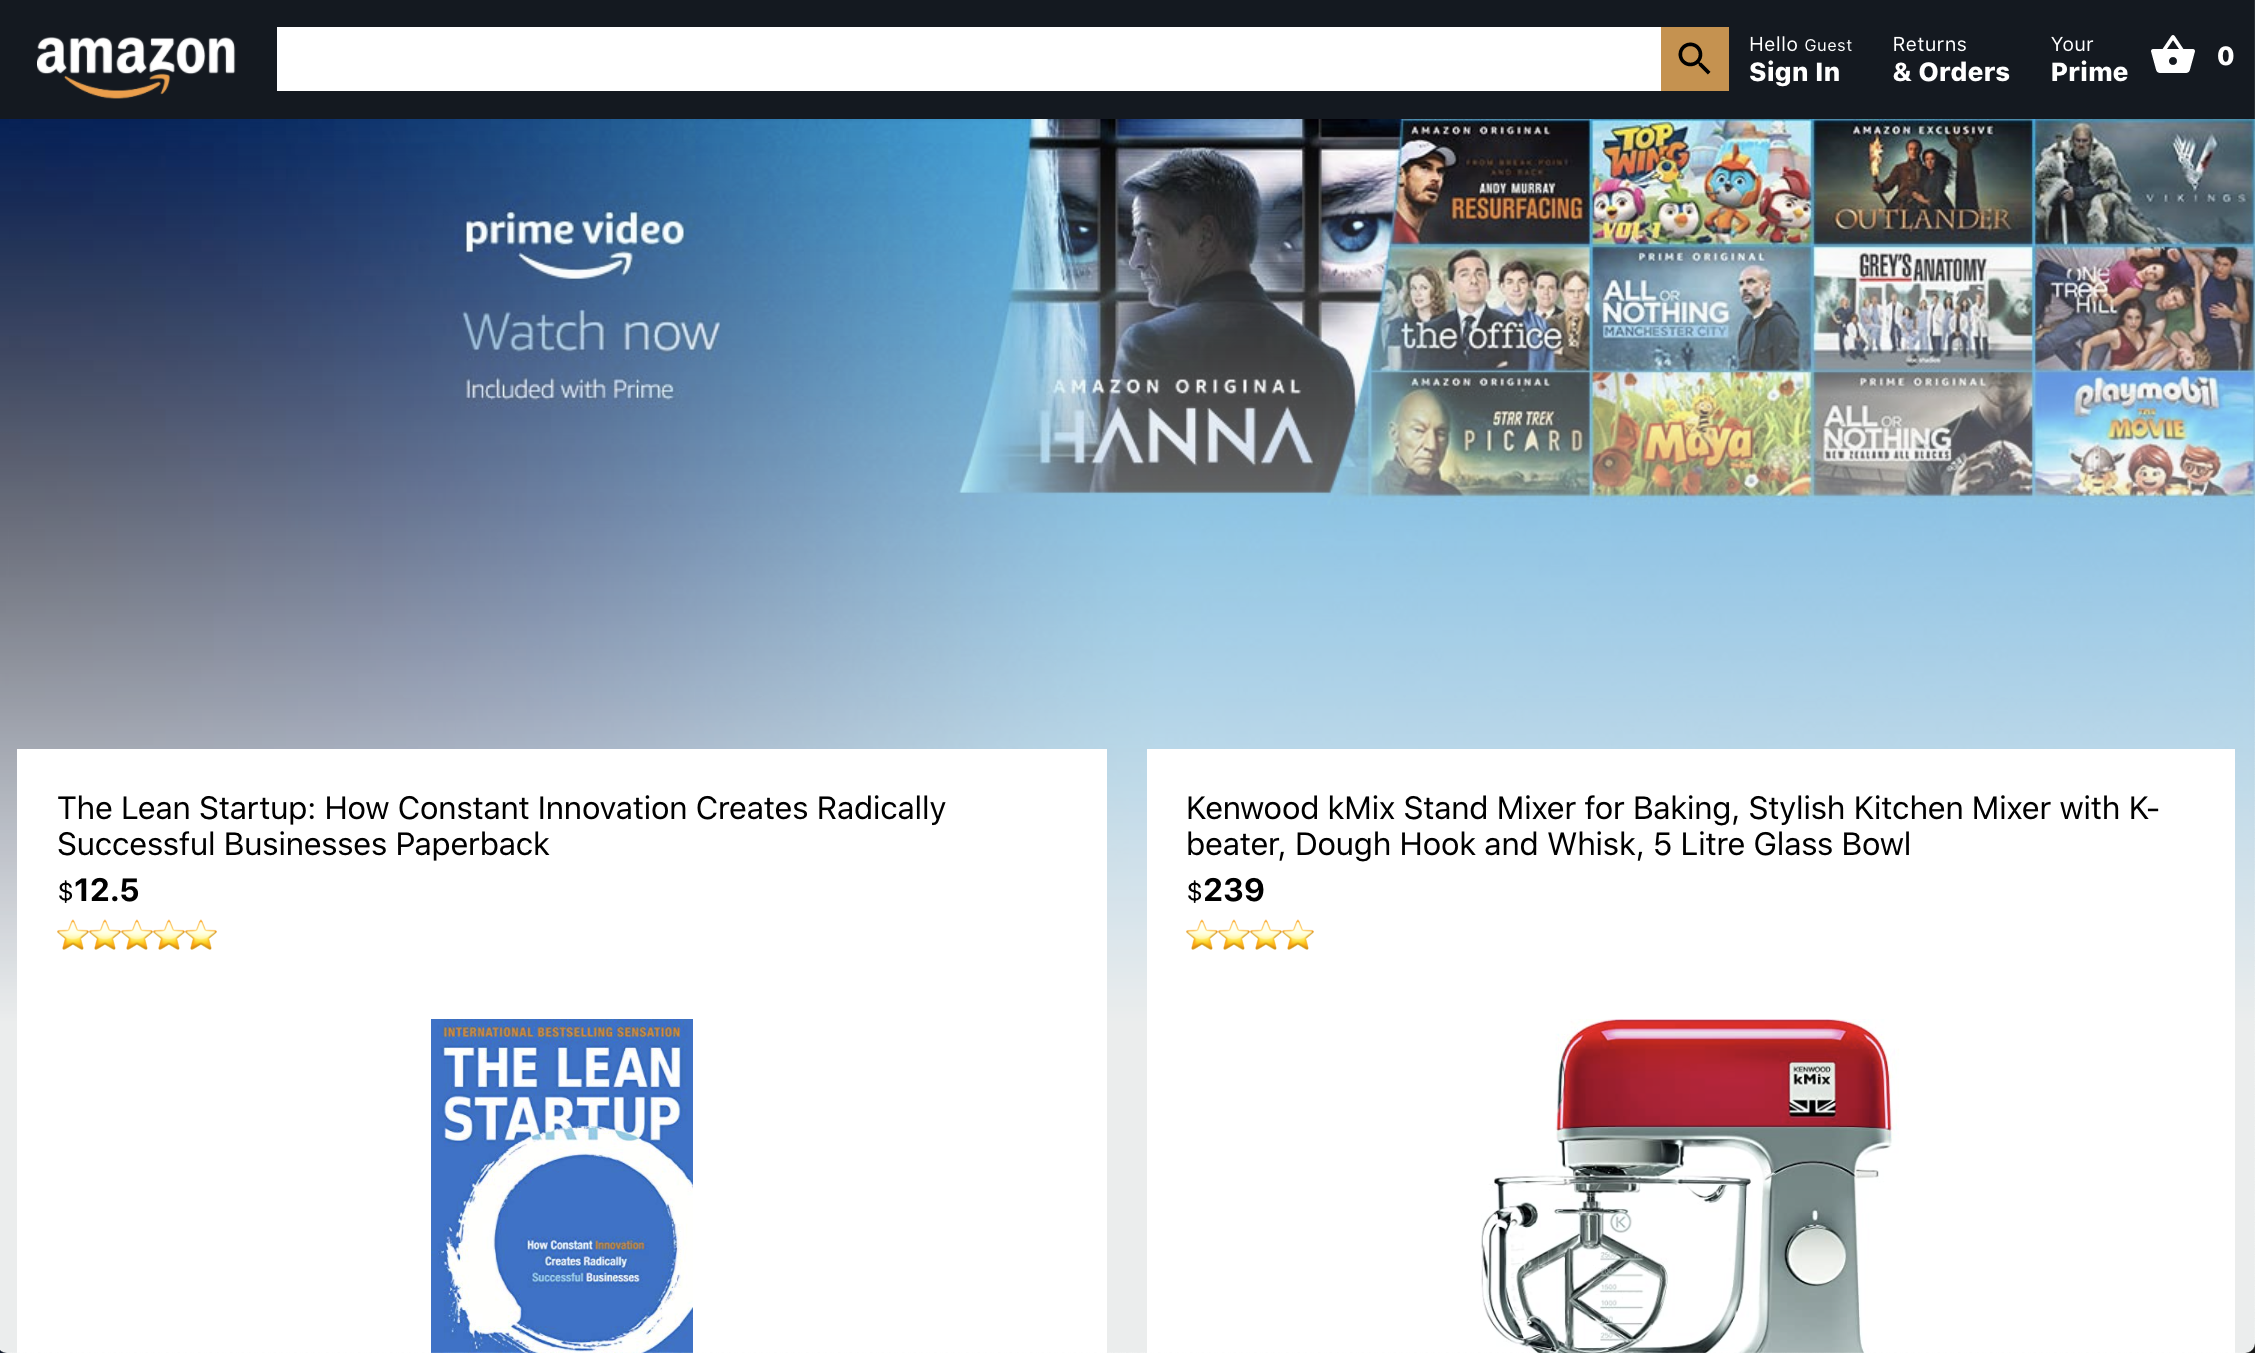 amazon
Hello Guest
Sign In
Returns
& Orders
Your
Prime
0
prime video
Watch now
Included with Prime
AMAZON ORIGINAL
HANNA
AMAZON ORIGINAL
FROM BREAK POINT
AND BACK
ANDY MURRAY
RESURFACING
TOP
WING
VOL.1
AMAZON EXCLUSIVE
OUTLANDER
VIKINGS
the office
PRIME ORIGINAL
ALL OR
NOTHING
MANCHESTER CITY
GREY'S ANATOMY
ONE
TREE
HILL
AMAZON ORIGINAL
STAR TREK
PICARD
Maya
PRIME ORIGINAL
ALL OR
NOTHING
NEW ZEALAND ALL BLACKS
playmobil
THE
MOVIE
The Lean Startup: How Constant Innovation Creates Radically
Successful Businesses Paperback
$12.5
INTERNATIONAL BESTSELLING SENSATION
THE LEAN
STARTUP
How Constant Innovation
Creates Radically
Successful Businesses
Kenwood kMix Stand Mixer for Baking, Stylish Kitchen Mixer with K-
beater, Dough Hook and Whisk, 5 Litre Glass Bowl
$239
KENWOOD
kMix
K